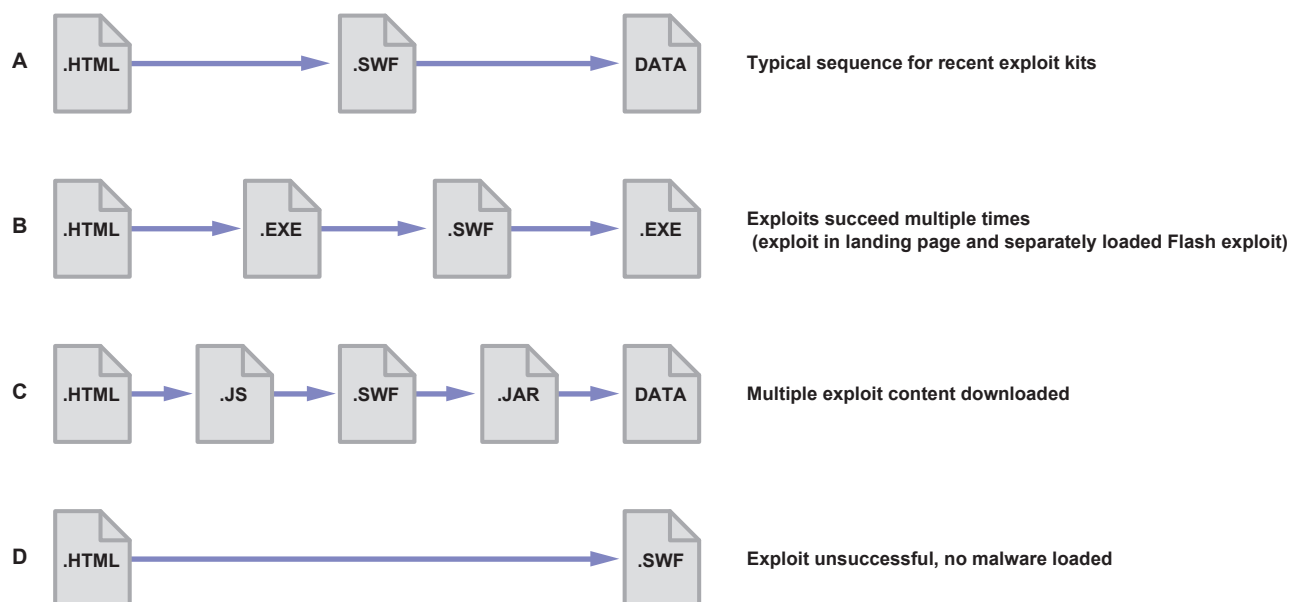 A .HTML .SWF DATA Typical sequence for recent exploit kits
B .HTML .EXE .SWF .EXE Exploits succeed multiple times
(exploit in landing page and separately loaded Flash exploit)
C .HTML .JS .SWF .JAR DATA Multiple exploit content downloaded
D .HTML .SWF Exploit unsuccessful, no malware loaded